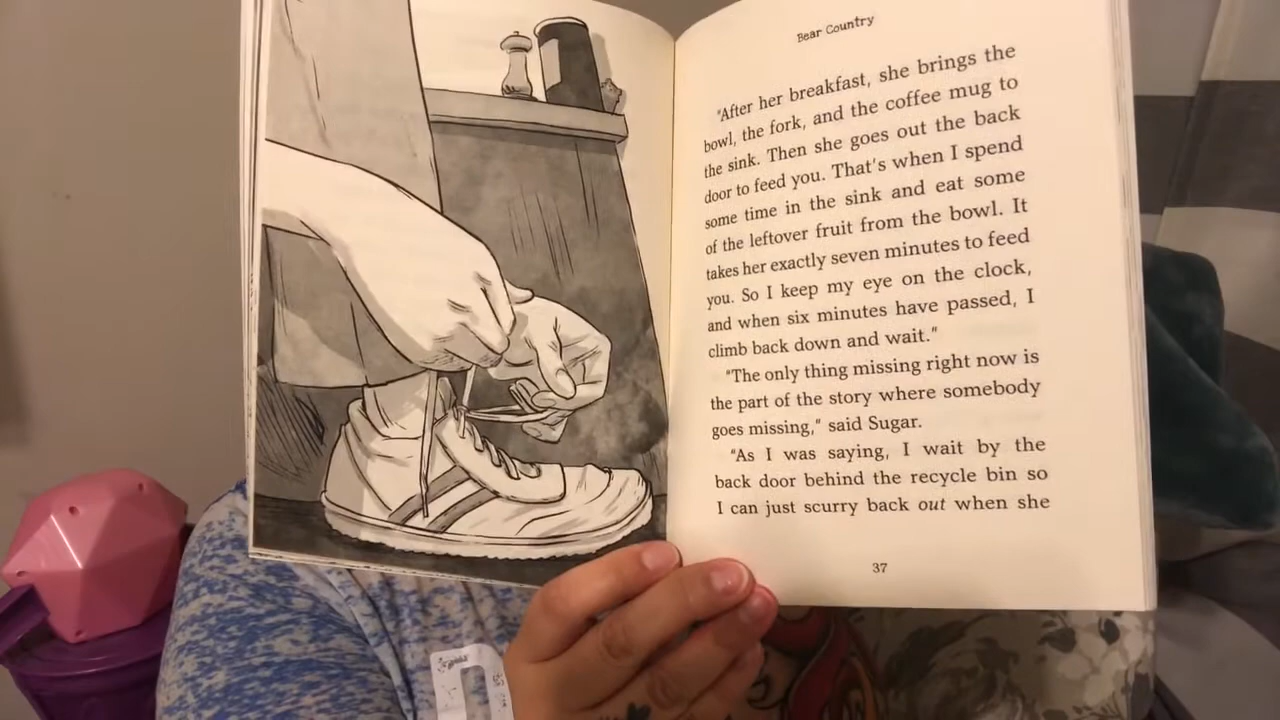 Bear Country
"After her breakfast, she brings the
bowl, the fork, and the coffee mug to
the sink. Then she goes out the back
door to feed you. That's when I spend
some time in the sink and eat some
of the leftover fruit from the bowl. It
takes her exactly seven minutes to feed
you. So I keep my eye on the clock,
and when six minutes have passed, I
climb back down and wait."
"The only thing missing right now is
the part of the story where somebody
goes missing," said Sugar.
"As I was saying, I wait by the
back door behind the recycle bin so
I can just scurry back out when she
37